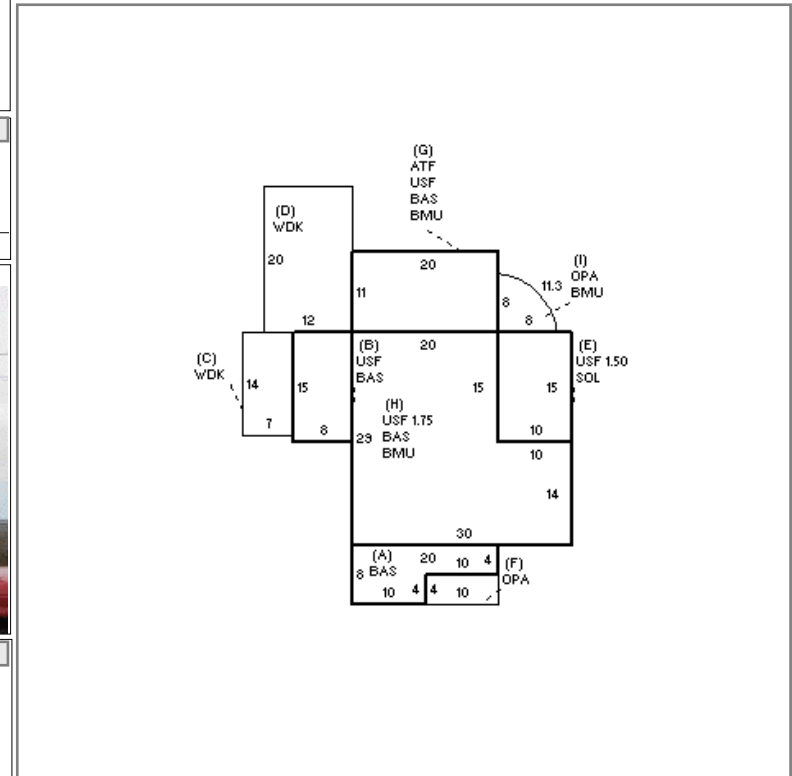 (G)
ATF
USF
BAS
BMU
(D)
WDK
20
20
(I)
OPA
BMU
11.3
11
8
8
12
(B)
USF
BAS
20
(E)
USF 1.50
SOL
(C)
WDK
14
15
15
15
7
8
(H)
USF 1.75
BAS
BMU
29
10
10
14
30
(A)
BAS
20
10
4
(F)
OPA
8
10
4
4
10